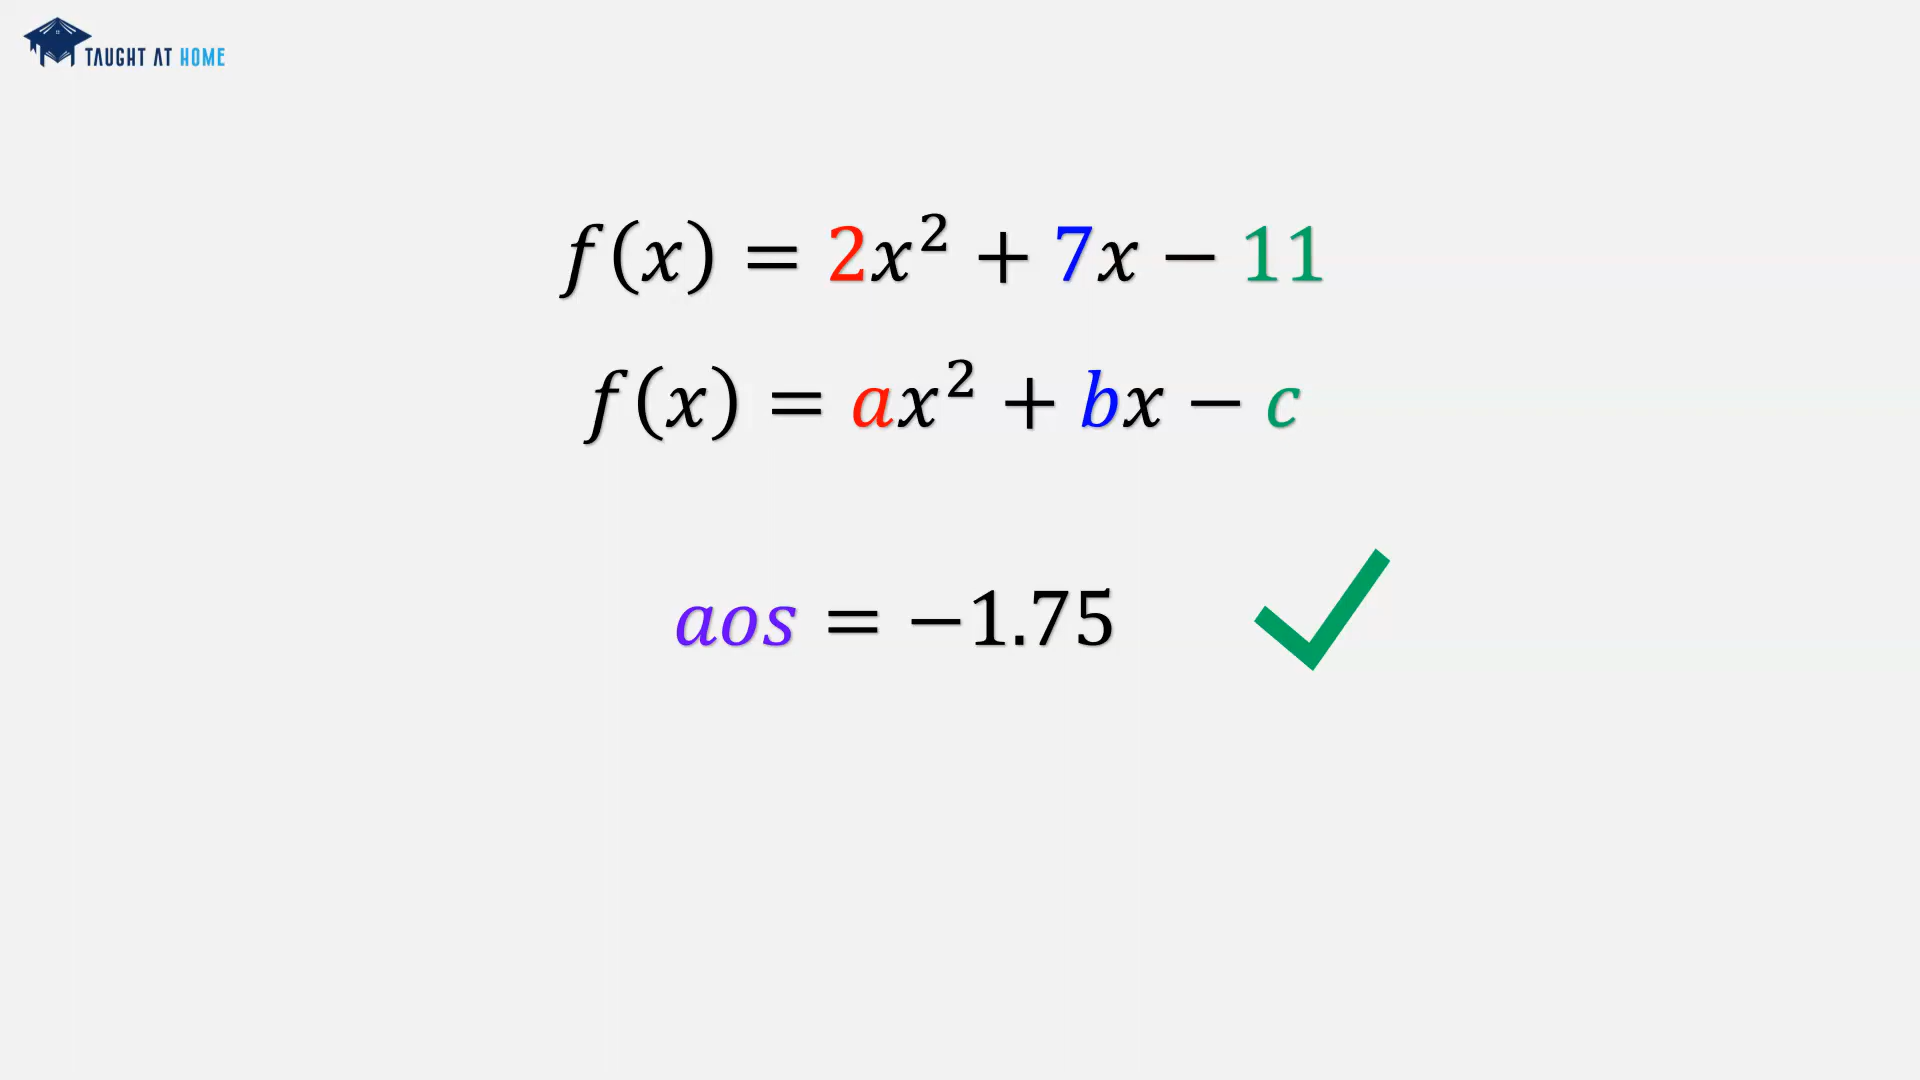 TAUGHT AT HOME
f(x) = 2x² + 7x − 11
f(x) = ax² + bx − c
aos = −1.75